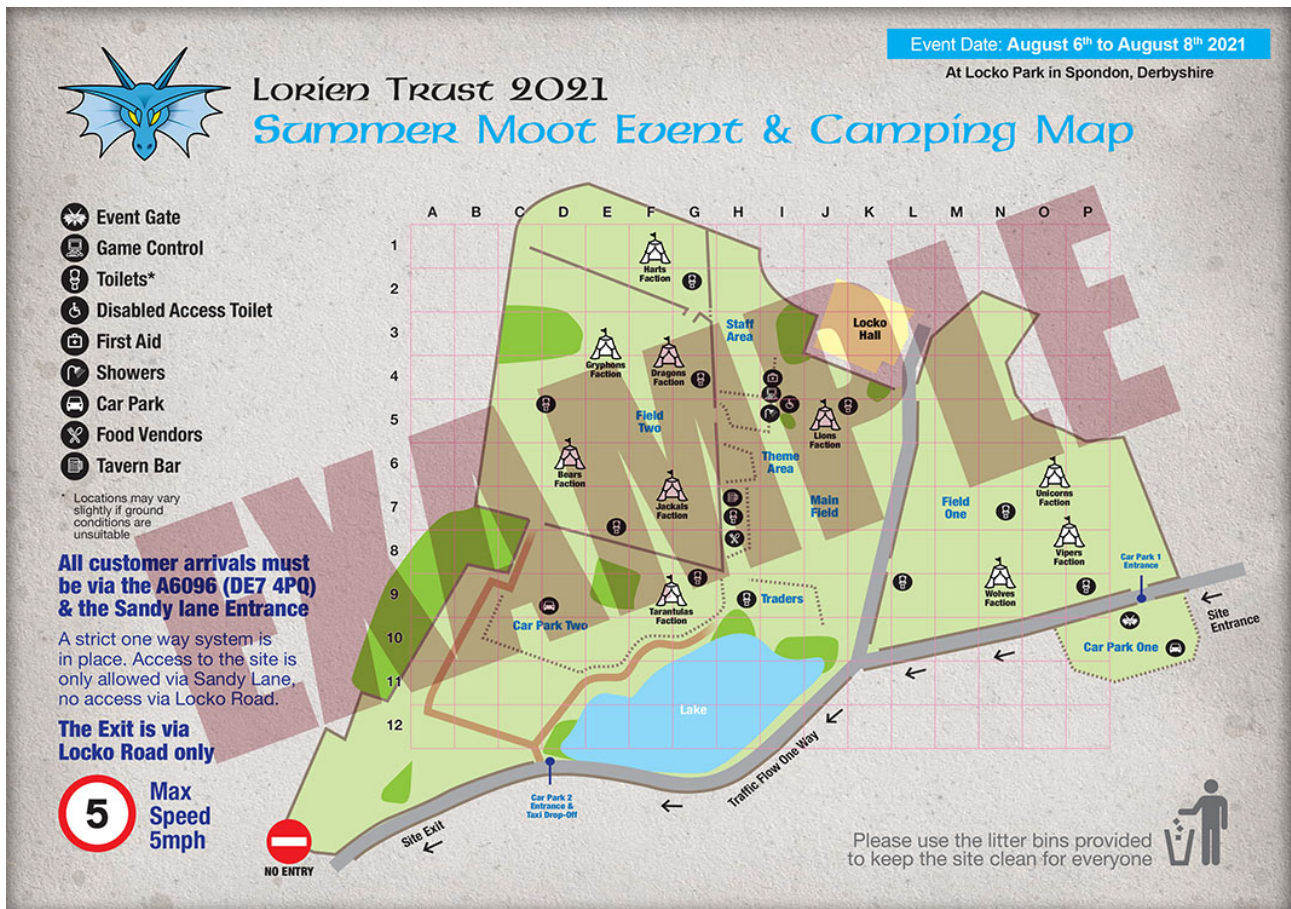 Event Date: August 6th to August 8th 2021
At Locko Park in Spondon, Derbyshire
Lorien Trust 2021
Summer Moot Event & Camping Map
Event Gate
Game Control
Toilets*
Disabled Access Toilet
First Aid
Showers
Car Park
Food Vendors
Tavern Bar
* Locations may vary
slightly if ground
conditions are
unsuitable
All customer arrivals must
be via the A6096 (DE7 4PQ)
& the Sandy lane Entrance
A strict one way system is
in place. Access to the site is
only allowed via Sandy Lane,
no access via Locko Road.
The Exit is via
Locko Road only
5
Max
Speed
5mph
NO ENTRY
A B C D E F G H I J K L M N O P
1
2
3
4
5
6
7
8
9
10
11
12
Harts
Faction
Staff
Area
Locko
Hall
Gryphons
Faction
Dragons
Faction
Field
Two
Lions
Faction
Bears
Faction
Theme
Area
Jackals
Faction
Main
Field
Field
One
Unicorns
Faction
Vipers
Faction
Wolves
Faction
Car Park 1
Entrance
Site
Entrance
Tarantulas
Faction
Traders
Car Park Two
Car Park One
Lake
Traffic Flow One Way
Car Park 2
Entrance &
Taxi Drop-Off
Site Exit
EXAMPLE
Please use the litter bins provided
to keep the site clean for everyone